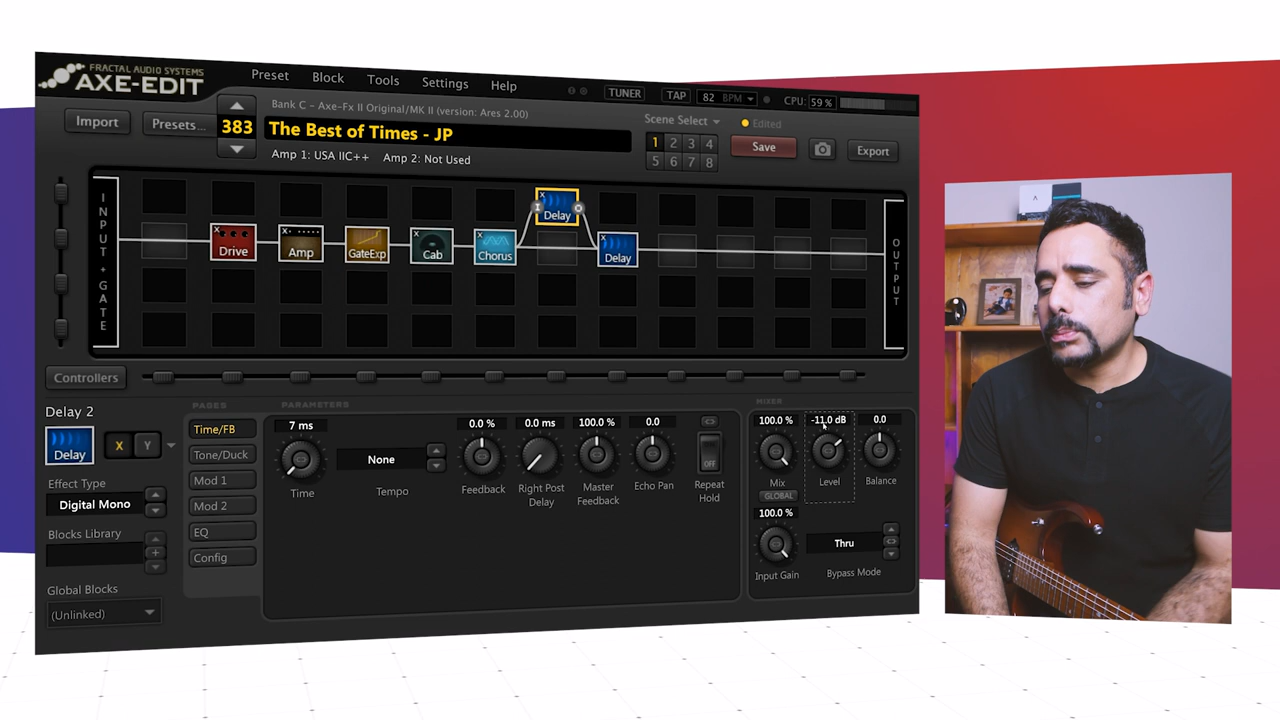 FRACTAL AUDIO SYSTEMS
AXE-EDIT
Preset Block Tools Settings Help
TUNER TAP 82 BPM CPU: 59 %
Import Presets... 383
Bank C - Axe-Fx II Original/MK II (version: Ares 2.00)
The Best of Times - JP
Amp 1: USA IIC++ Amp 2: Not Used
Scene Select Edited
1 2 3 4
5 6 7 8
Save Export
INPUT + GATE
X Drive
X Amp
GateExp
X Cab
X Chorus
X Delay
X Delay
OUTPUT
Controllers
Delay 2
Delay X Y
Effect Type
Digital Mono
Blocks Library
Global Blocks
(Unlinked)
PAGES
Time/FB
Tone/Duck
Mod 1
Mod 2
EQ
Config
PARAMETERS
7 ms
Time
None
Tempo
0.0 %
Feedback
0.0 ms
Right Post
Delay
100.0 %
Master
Feedback
0.0
Echo Pan
OFF
Repeat
Hold
MIXER
100.0 %
Mix
GLOBAL
-11.0 dB
Level
0.0
Balance
100.0 %
Input Gain
Thru
Bypass Mode